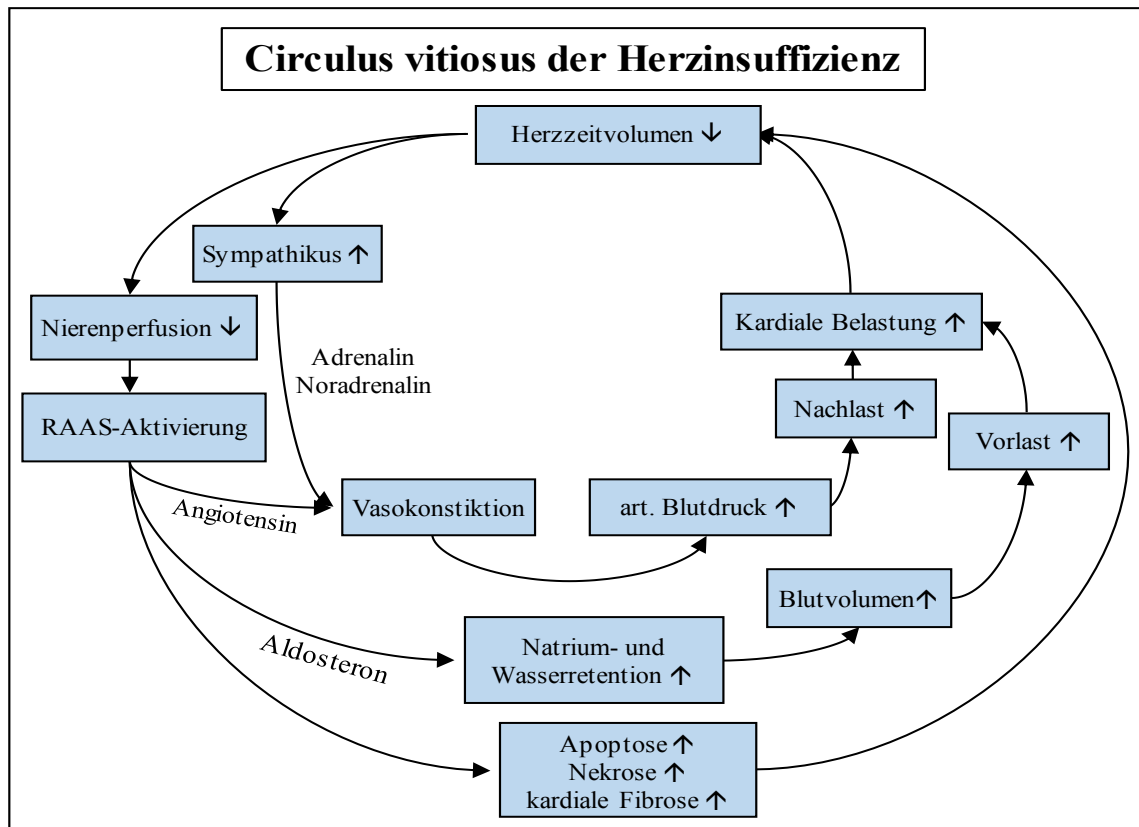 Circulus vitiosus der Herzinsuffizienz
Herzzeitvolumen ↓
Sympathikus ↑
Nierenperfusion ↓
Kardiale Belastung ↑
Adrenalin
Noradrenalin
RAAS-Aktivierung
Nachlast ↑
Vorlast ↑
Angiotensin
Vasokonstiktion
art. Blutdruck ↑
Blutvolumen↑
Aldosteron
Natrium- und
Wasserretention ↑
Apoptose ↑
Nekrose ↑
kardiale Fibrose ↑